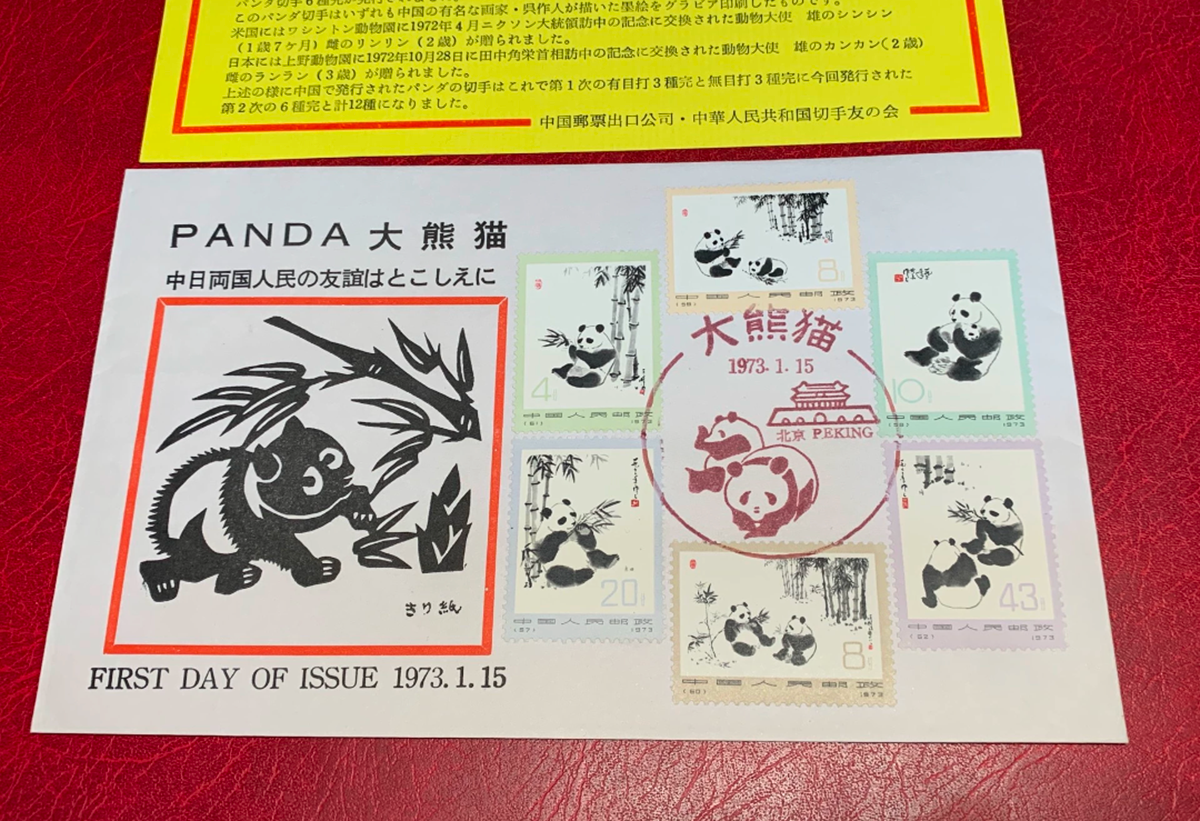 このパンダ切手はいずれも中国の有名な画家・呉作人が描いた墨絵をグラビア印刷したものです。
米国にはワシントン動物園に1972年4月ニクソン大統領訪中の記念に交換された動物大使 雄のシンシン
(1歳7ケ月) 雌のリンリン(2歳)が贈られました。
日本には上野動物園に1972年10月28日に田中角栄首相訪中の記念に交換された動物大使 雄のカンカン(2歳)
雌のランラン(3歳)が贈られました。
上述の様に中国で発行されたパンダの切手はこれで第1次の有目打3種完と無目打3種完に今回発行された
第2次の6種完と計12種になりました。
中国郵票出口公司・中華人民共和国切手友の会
PANDA 大熊猫
中日両国人民の友誼はとこしえに
きり紙
FIRST DAY OF ISSUE 1973.1.15
8
中国人民邮政
(58) 1973
4
中国人民邮政
(61) 1973
10
中国人民邮政
(59) 1973
大熊猫
1973.1.15
北京 PEKING
20
中国人民邮政
(57) 1973
8
中国人民邮政
(60) 1973
43
中国人民邮政
(62) 1973